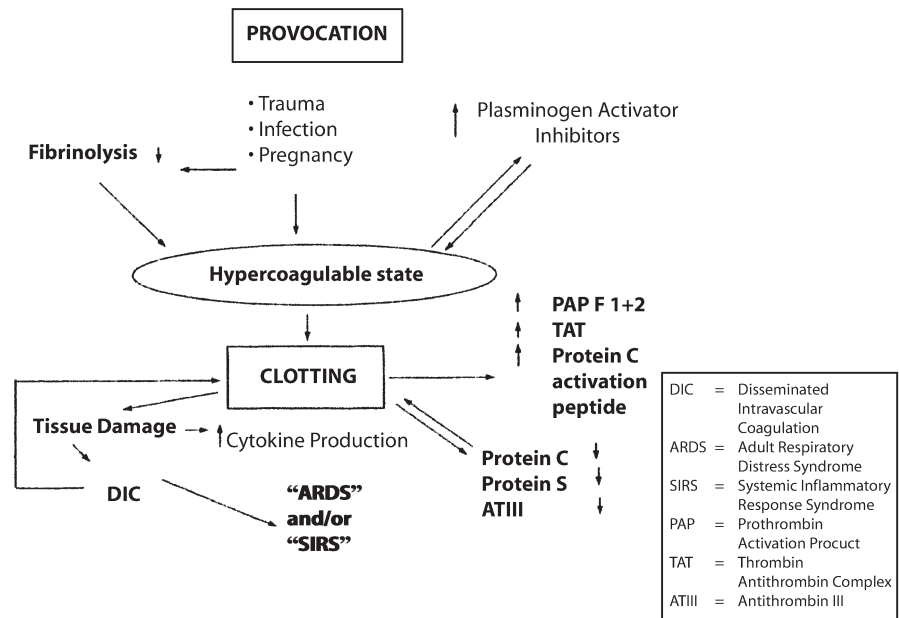 PROVOCATION
• Trauma
• Infection
• Pregnancy
Plasminogen Activator
Inhibitors
Fibrinolysis
Hypercoagulable state
PAP F 1+2
TAT
Protein C
activation
peptide
CLOTTING
Tissue Damage
Cytokine Production
Protein C
Protein S
ATIII
DIC
“ARDS”
and/or
“SIRS”
DIC = Disseminated
Intravascular
Coagulation
ARDS = Adult Respiratory
Distress Syndrome
SIRS = Systemic Inflammatory
Response Syndrome
PAP = Prothrombin
Activation Procuct
TAT = Thrombin
Antithrombin Complex
ATIII = Antithrombin III